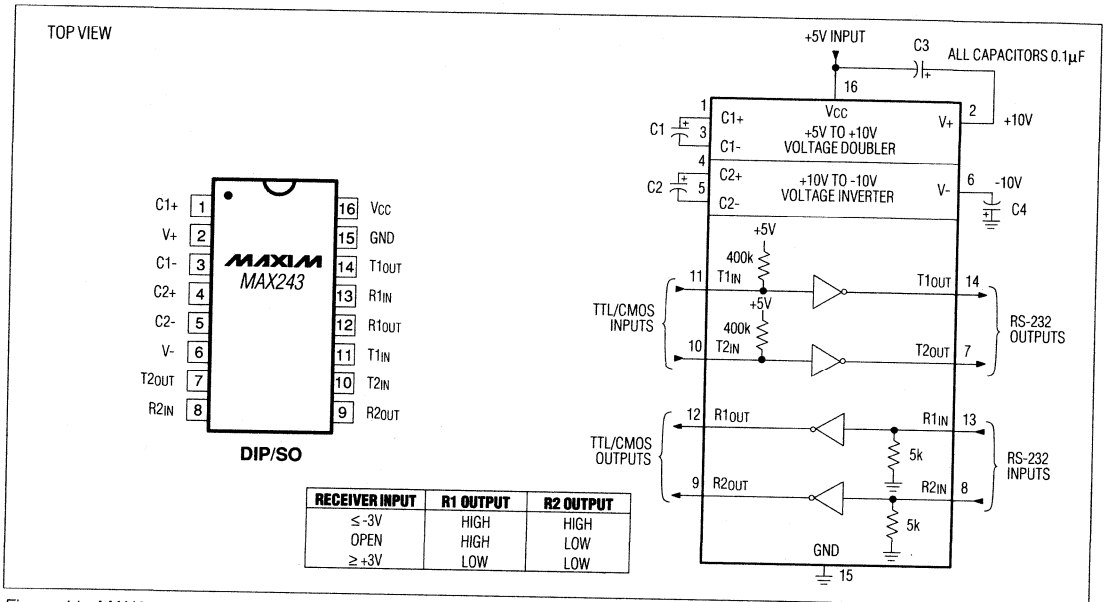 TOP VIEW
C1+ 1
V+ 2
C1- 3
C2+ 4
C2- 5
V- 6
T2OUT 7
R2IN 8
MAXIM
MAX243
16 VCC
15 GND
14 T1OUT
13 R1IN
12 R1OUT
11 T1IN
10 T2IN
9 R2OUT
DIP/SO
RECEIVER INPUT R1 OUTPUT R2 OUTPUT
≤ -3V HIGH HIGH
OPEN HIGH LOW
≥ +3V LOW LOW
+5V INPUT
C3
ALL CAPACITORS 0.1µF
16
VCC
+
1
C1+
C1
+
3
C1-
+5V TO +10V
VOLTAGE DOUBLER
V+
2
+10V
4
C2+
C2
+
5
C2-
+10V TO -10V
VOLTAGE INVERTER
V-
6
-10V
+
C4
+5V
400k
11 T1IN
T1OUT 14
+5V
400k
10 T2IN
T2OUT 7
TTL/CMOS
INPUTS
RS-232
OUTPUTS
12 R1OUT
R1IN 13
5k
9 R2OUT
R2IN 8
5k
TTL/CMOS
OUTPUTS
RS-232
INPUTS
GND
15